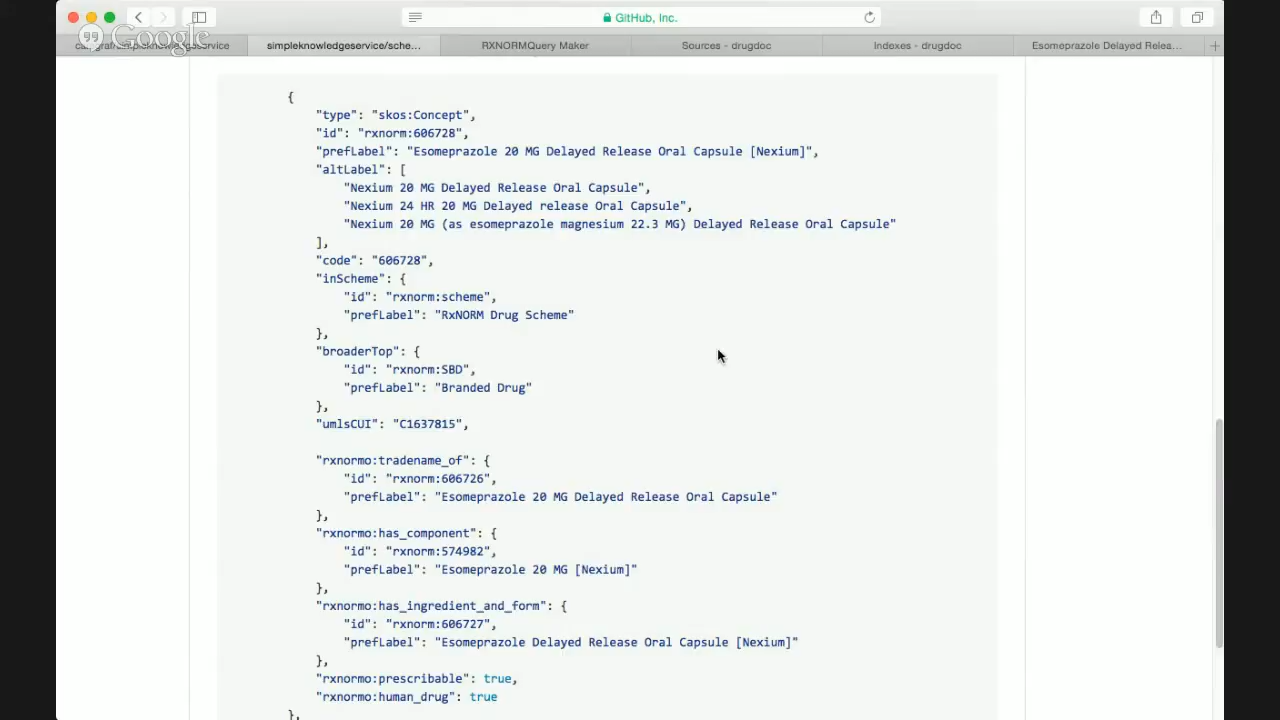 GitHub, Inc.
Google
simpleknowledgeservice/sche...
RXNORMQuery Maker
Sources - drugdoc
Indexes - drugdoc
Esomeprazole Delayed Relea...
{
"type": "skos:Concept",
"id": "rxnorm:606728",
"prefLabel": "Esomeprazole 20 MG Delayed Release Oral Capsule [Nexium]",
"altLabel": [
"Nexium 20 MG Delayed Release Oral Capsule",
"Nexium 24 HR 20 MG Delayed release Oral Capsule",
"Nexium 20 MG (as esomeprazole magnesium 22.3 MG) Delayed Release Oral Capsule"
],
"code": "606728",
"inScheme": {
"id": "rxnorm:scheme",
"prefLabel": "RxNORM Drug Scheme"
},
"broaderTop": {
"id": "rxnorm:SBD",
"prefLabel": "Branded Drug"
},
"umlsCUI": "C1637815",
"rxnormo:tradename_of": {
"id": "rxnorm:606726",
"prefLabel": "Esomeprazole 20 MG Delayed Release Oral Capsule"
},
"rxnormo:has_component": {
"id": "rxnorm:574982",
"prefLabel": "Esomeprazole 20 MG [Nexium]"
},
"rxnormo:has_ingredient_and_form": {
"id": "rxnorm:606727",
"prefLabel": "Esomeprazole Delayed Release Oral Capsule [Nexium]"
},
"rxnormo:prescribable": true,
"rxnormo:human_drug": true
},